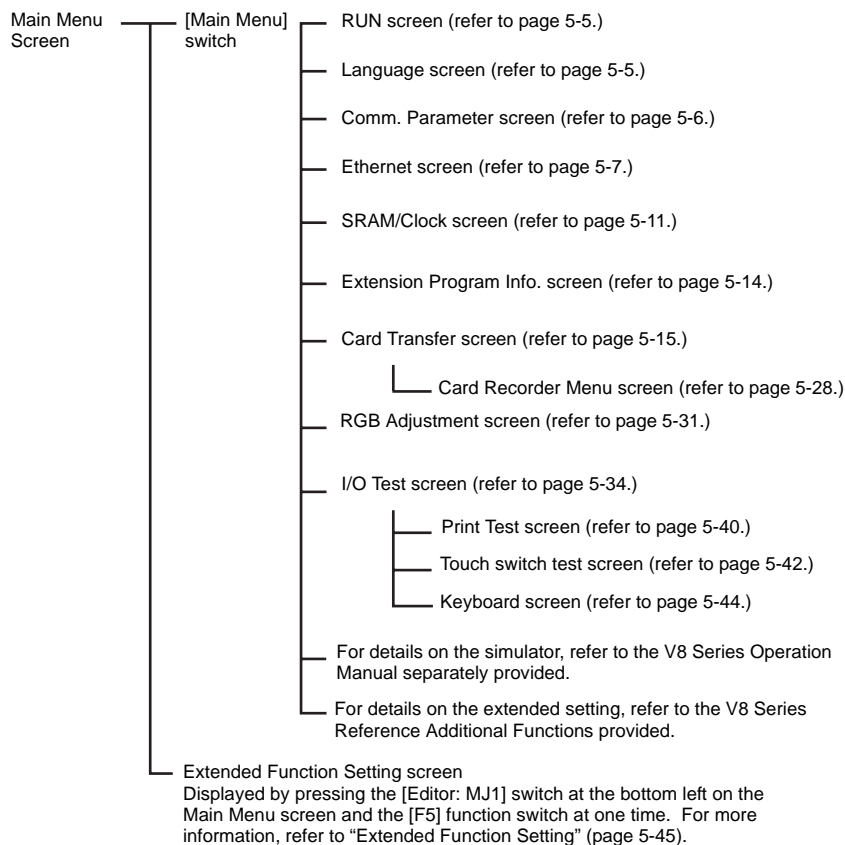 Main Menu
Screen
[Main Menu]
switch
RUN screen (refer to page 5-5.)
Language screen (refer to page 5-5.)
Comm. Parameter screen (refer to page 5-6.)
Ethernet screen (refer to page 5-7.)
SRAM/Clock screen (refer to page 5-11.)
Extension Program Info. screen (refer to page 5-14.)
Card Transfer screen (refer to page 5-15.)
Card Recorder Menu screen (refer to page 5-28.)
RGB Adjustment screen (refer to page 5-31.)
I/O Test screen (refer to page 5-34.)
Print Test screen (refer to page 5-40.)
Touch switch test screen (refer to page 5-42.)
Keyboard screen (refer to page 5-44.)
For details on the simulator, refer to the V8 Series Operation
Manual separately provided.
For details on the extended setting, refer to the V8 Series
Reference Additional Functions provided.
Extended Function Setting screen
Displayed by pressing the [Editor: MJ1] switch at the bottom left on the
Main Menu screen and the [F5] function switch at one time.  For more
information, refer to “Extended Function Setting” (page 5-45).